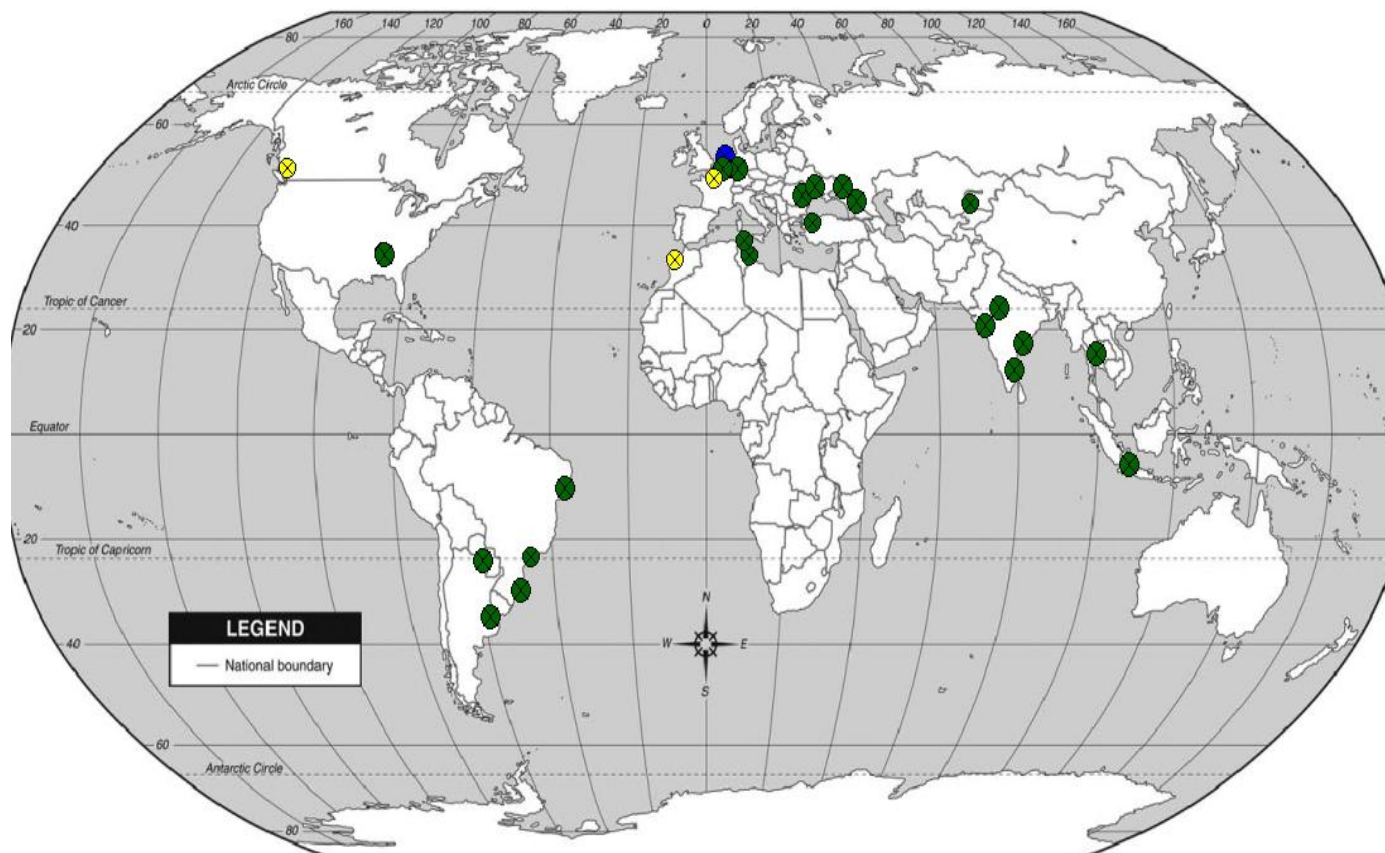 160 140 120 100 80 60 40 20 0 20 40 60 80 100 120 140 160
80
Arctic Circle
60
40
Tropic of Cancer
20
Equator
20
Tropic of Capricorn
N
W E
S
LEGEND
National boundary
40
60
Antarctic Circle
80